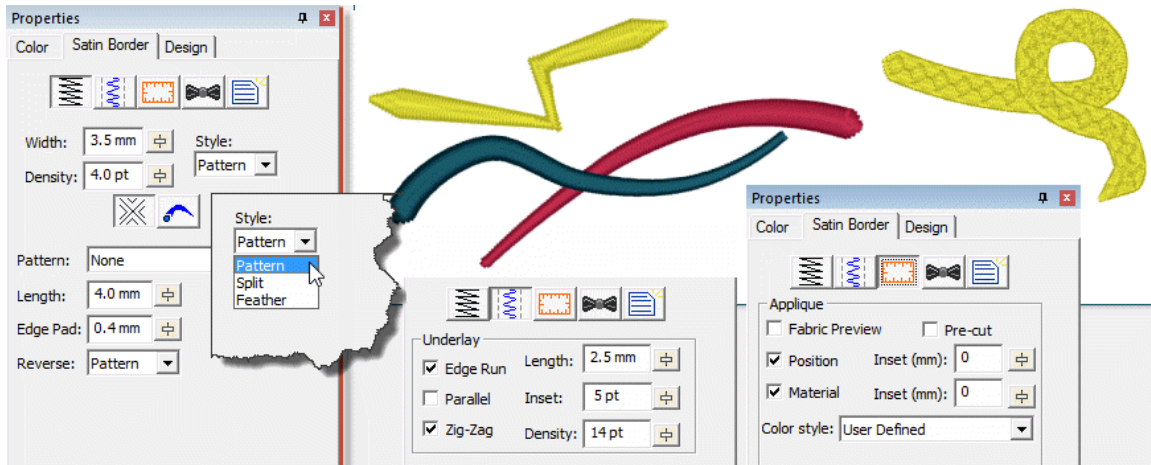 Properties
Color Satin Border Design
Width: 3.5 mm Style:
Density: 4.0 pt Pattern
Pattern: None
Length: 4.0 mm
Edge Pad: 0.4 mm
Reverse: Pattern
Style:
Pattern
Pattern
Split
Feather
Underlay
Edge Run Length: 2.5 mm
Parallel Inset: 5 pt
Zig-Zag Density: 14 pt
Properties
Color Satin Border Design
Applique
Fabric Preview Pre-cut
Position Inset (mm): 0
Material Inset (mm): 0
Color style: User Defined